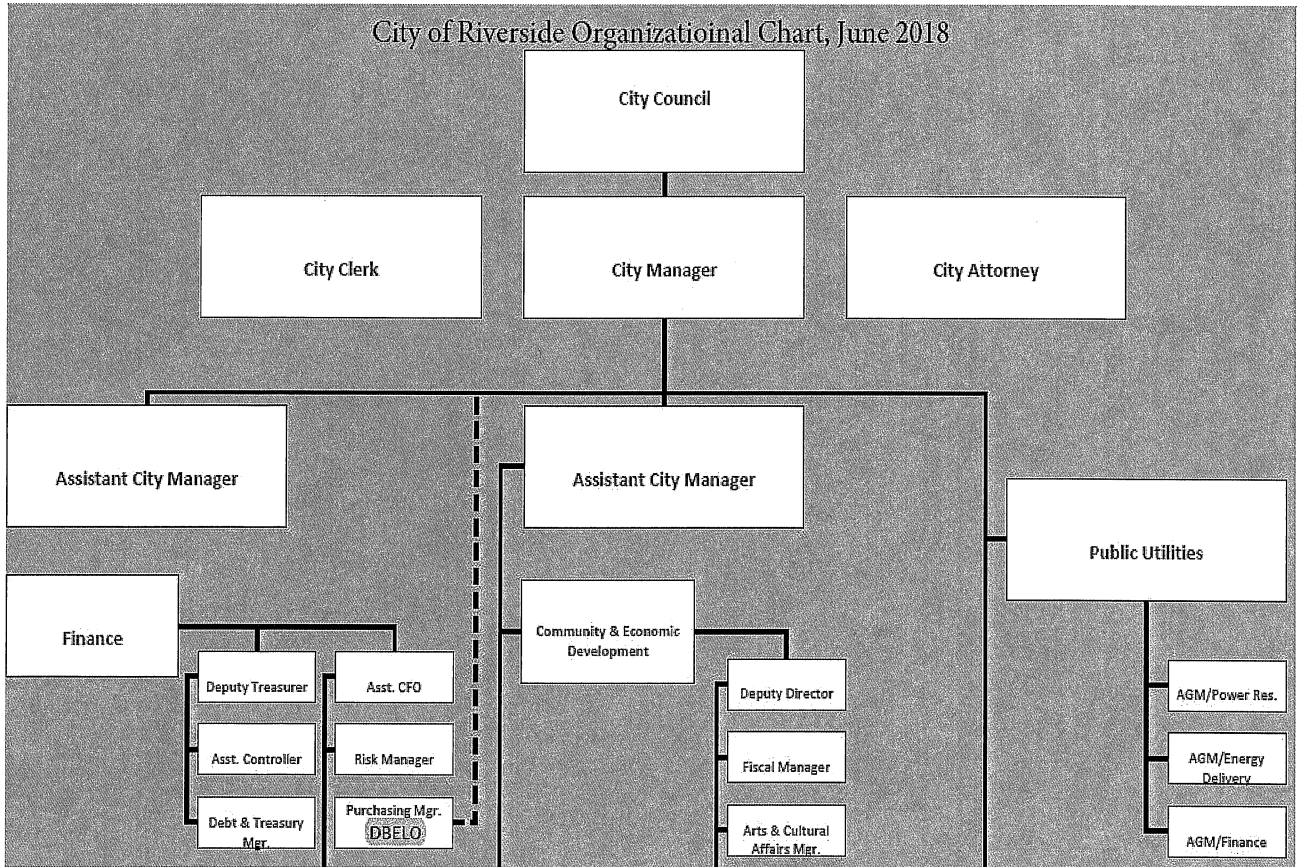 City of Riverside Organizatioinal Chart, June 2018
City Council
City Clerk
City Manager
City Attorney
Assistant City Manager
Assistant City Manager
Public Utilities
Finance
Community & Economic
Development
Deputy Treasurer
Asst. CFO
Deputy Director
AGM/Power Res.
Asst. Controller
Risk Manager
Fiscal Manager
AGM/Energy
Delivery
Debt & Treasury
Mgr.
Purchasing Mgr.
DBELO
Arts & Cultural
Affairs Mgr.
AGM/Finance